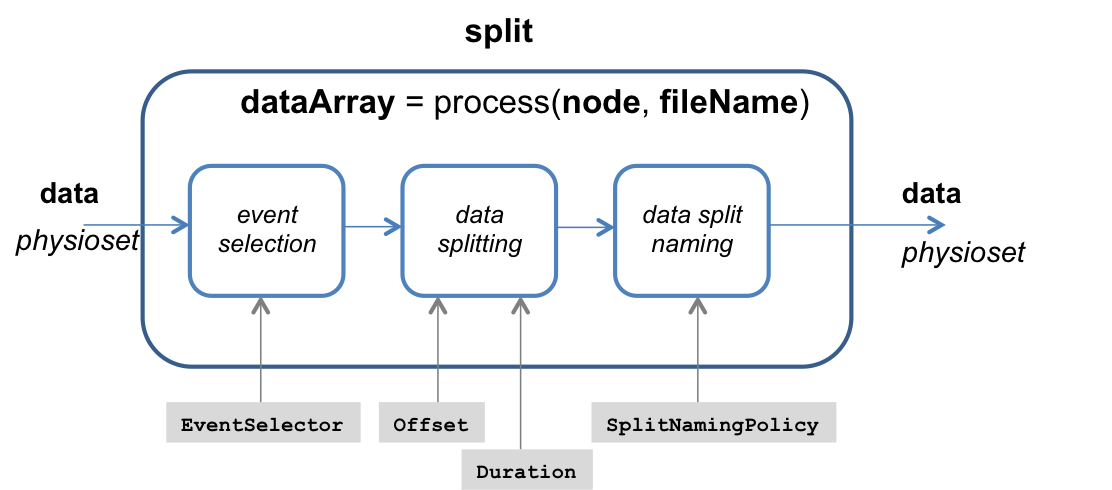 split
dataArray = process(node, fileName)
data
physioset
event
selection
data
splitting
data split
naming
data
physioset
EventSelector
Offset
SplitNamingPolicy
Duration